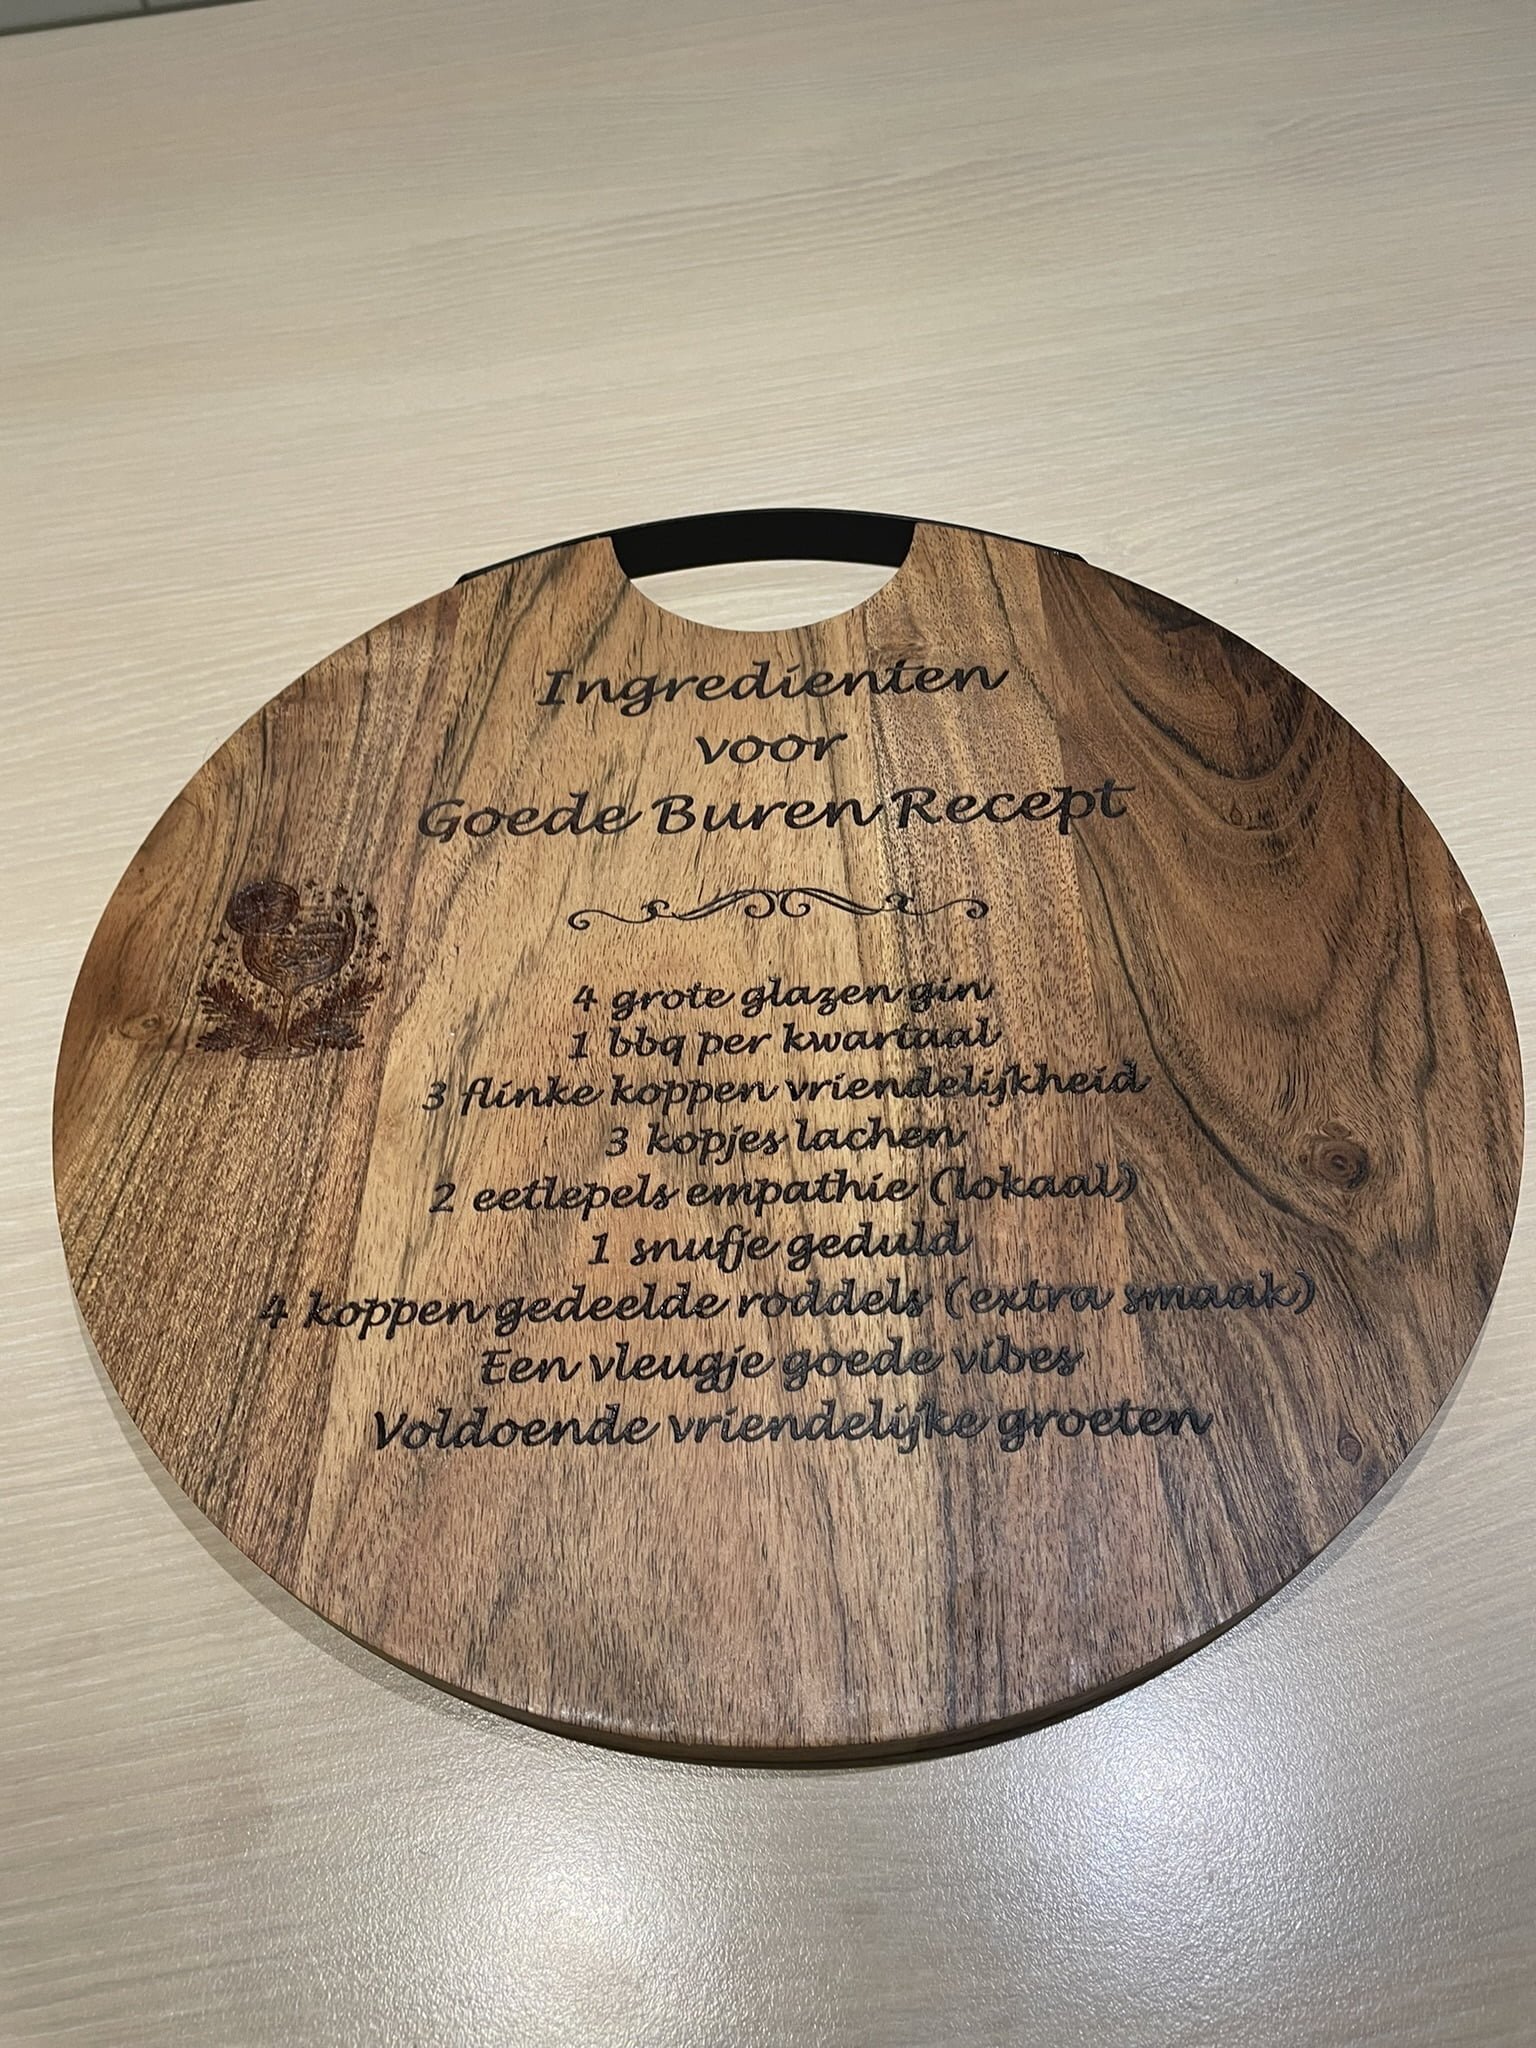 Ingredienten
voor
Goede Buren Recept
4 grote glazen gin
1 bbq per kwartaal
3 flinke koppen vriendelijkheid
3 kopjes lachen
2 eetlepels empathie (lokaal)
1 snufje geduld
4 koppen gedeelde roddels (extra smaak)
Een vleugje goede vibes
Voldoende vriendelijke groeten